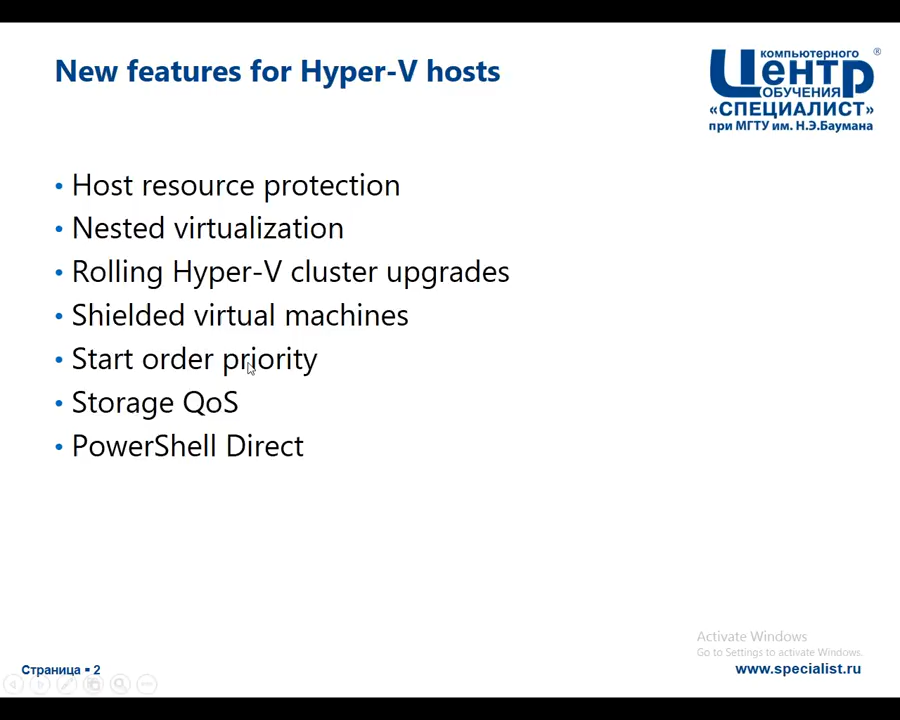 New features for Hyper-V hosts
компьютерного
Центр
ОБУЧЕНИЯ
«СПЕЦИАЛИСТ»
при МГТУ им. Н.Э.Баумана
®
• Host resource protection
• Nested virtualization
• Rolling Hyper-V cluster upgrades
• Shielded virtual machines
• Start order priority
• Storage QoS
• PowerShell Direct
Activate Windows
Go to Settings to activate Windows.
Страница ▪ 2
www.specialist.ru